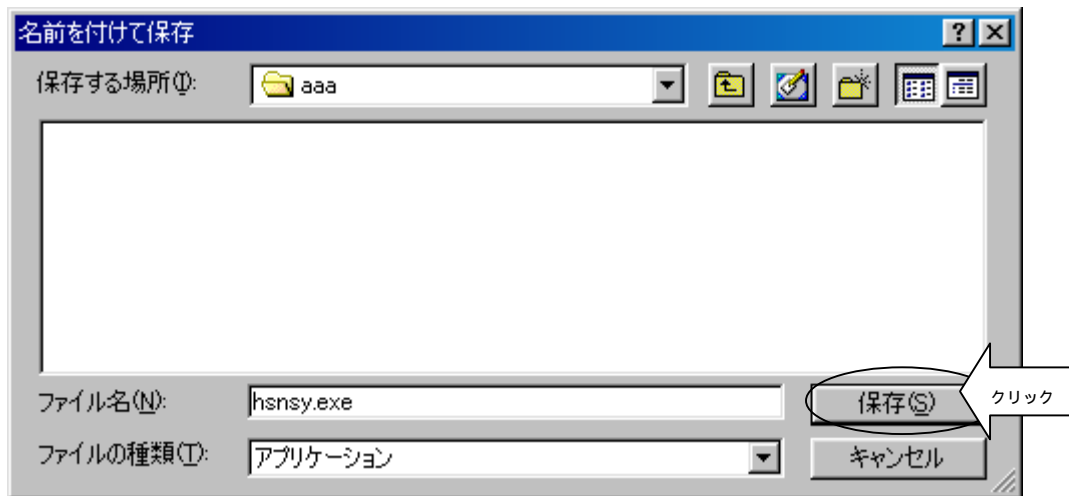 名前を付けて保存
保存する場所(I):
aaa
ファイル名(N):
hsnsy.exe
保存(S)
クリック
ファイルの種類(T):
アプリケーション
キャンセル